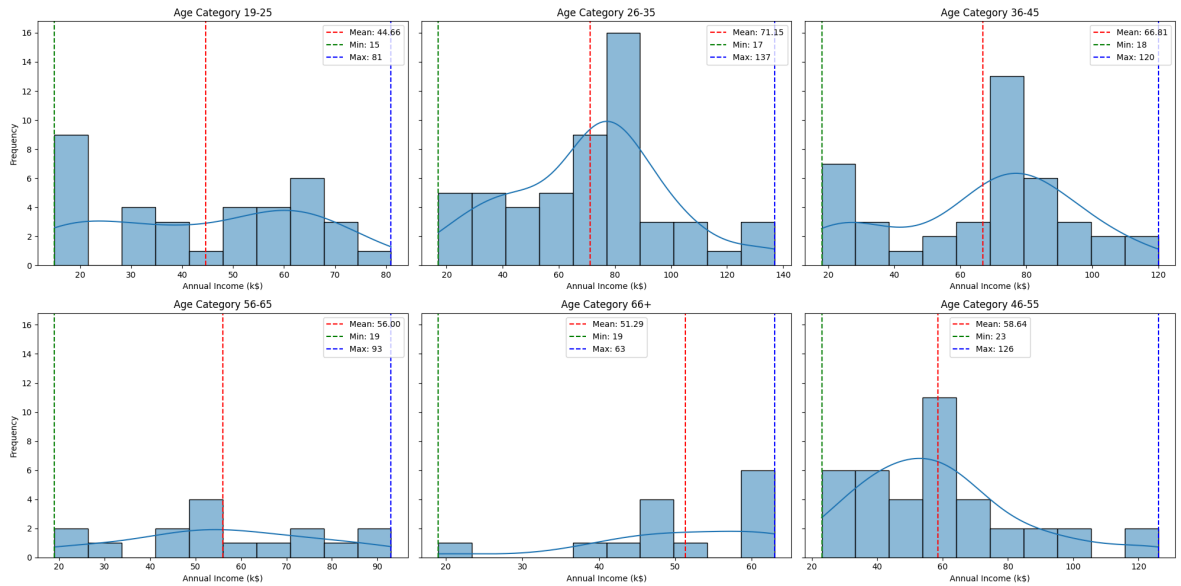 Age Category 19-25
Mean: 44.66
Min: 15
Max: 81
16
14
12
10
8
6
4
2
0
Frequency
20 30 40 50 60 70 80
Annual Income (k$)
Age Category 26-35
Mean: 71.15
Min: 17
Max: 137
20 40 60 80 100 120 140
Annual Income (k$)
Age Category 36-45
Mean: 66.81
Min: 18
Max: 120
20 40 60 80 100 120
Annual Income (k$)
Age Category 56-65
Mean: 56.00
Min: 19
Max: 93
16
14
12
10
8
6
4
2
0
Frequency
20 30 40 50 60 70 80 90
Annual Income (k$)
Age Category 66+
Mean: 51.29
Min: 19
Max: 63
20 30 40 50 60
Annual Income (k$)
Age Category 46-55
Mean: 58.64
Min: 23
Max: 126
40 60 80 100 120
Annual Income (k$)